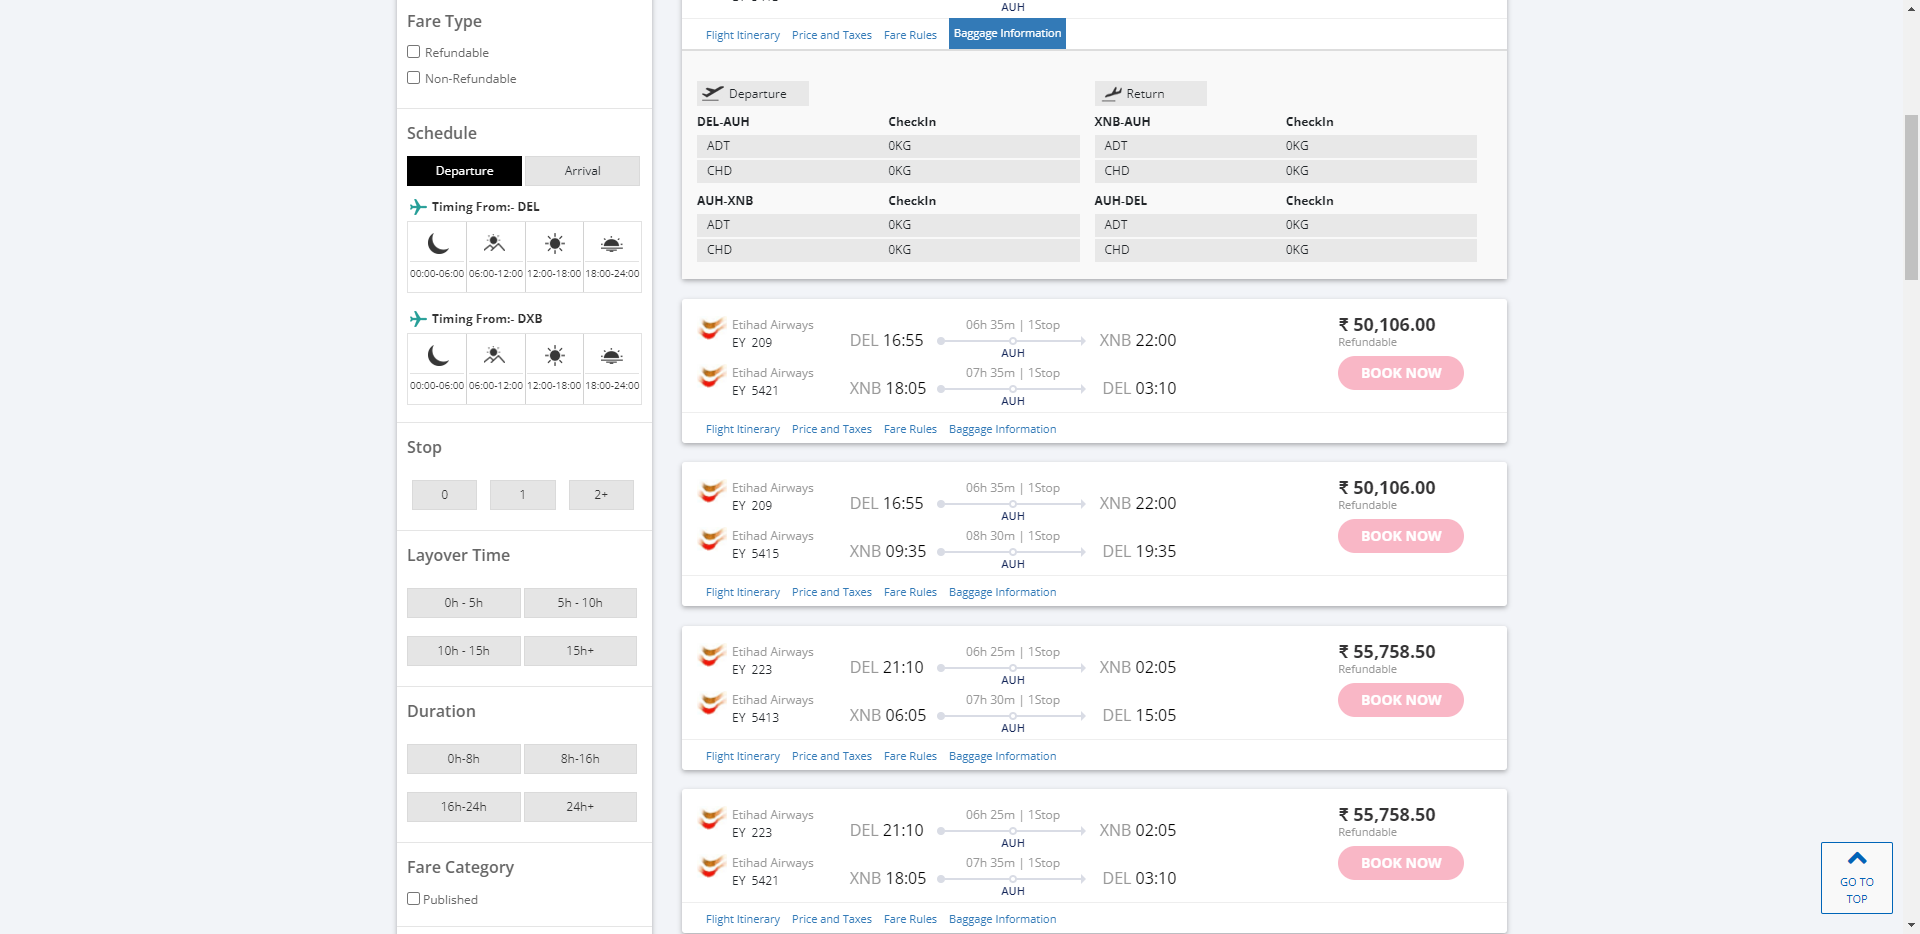 Fare Type
Refundable
Non-Refundable
Schedule
Departure Arrival
Timing From:- DEL
00:00-06:00 06:00-12:00 12:00-18:00 18:00-24:00
Timing From:- DXB
00:00-06:00 06:00-12:00 12:00-18:00 18:00-24:00
Stop
0 1 2+
Layover Time
0h - 5h 5h - 10h
10h - 15h 15h+
Duration
0h-8h 8h-16h
16h-24h 24h+
Fare Category
Published
AUH
Flight Itinerary Price and Taxes Fare Rules Baggage Information
Departure
DEL-AUH CheckIn
ADT 0KG
CHD 0KG
AUH-XNB CheckIn
ADT 0KG
CHD 0KG
Return
XNB-AUH CheckIn
ADT 0KG
CHD 0KG
AUH-DEL CheckIn
ADT 0KG
CHD 0KG
Etihad Airways
EY 209
DEL 16:55
06h 35m | 1Stop
AUH
XNB 22:00
Etihad Airways
EY 5421
XNB 18:05
07h 35m | 1Stop
AUH
DEL 03:10
₹ 50,106.00
Refundable
BOOK NOW
Flight Itinerary Price and Taxes Fare Rules Baggage Information
Etihad Airways
EY 209
DEL 16:55
06h 35m | 1Stop
AUH
XNB 22:00
Etihad Airways
EY 5415
XNB 09:35
08h 30m | 1Stop
AUH
DEL 19:35
₹ 50,106.00
Refundable
BOOK NOW
Flight Itinerary Price and Taxes Fare Rules Baggage Information
Etihad Airways
EY 223
DEL 21:10
06h 25m | 1Stop
AUH
XNB 02:05
Etihad Airways
EY 5413
XNB 06:05
07h 30m | 1Stop
AUH
DEL 15:05
₹ 55,758.50
Refundable
BOOK NOW
Flight Itinerary Price and Taxes Fare Rules Baggage Information
Etihad Airways
EY 223
DEL 21:10
06h 25m | 1Stop
AUH
XNB 02:05
Etihad Airways
EY 5421
XNB 18:05
07h 35m | 1Stop
AUH
DEL 03:10
₹ 55,758.50
Refundable
BOOK NOW
Flight Itinerary Price and Taxes Fare Rules Baggage Information
GO TO
TOP